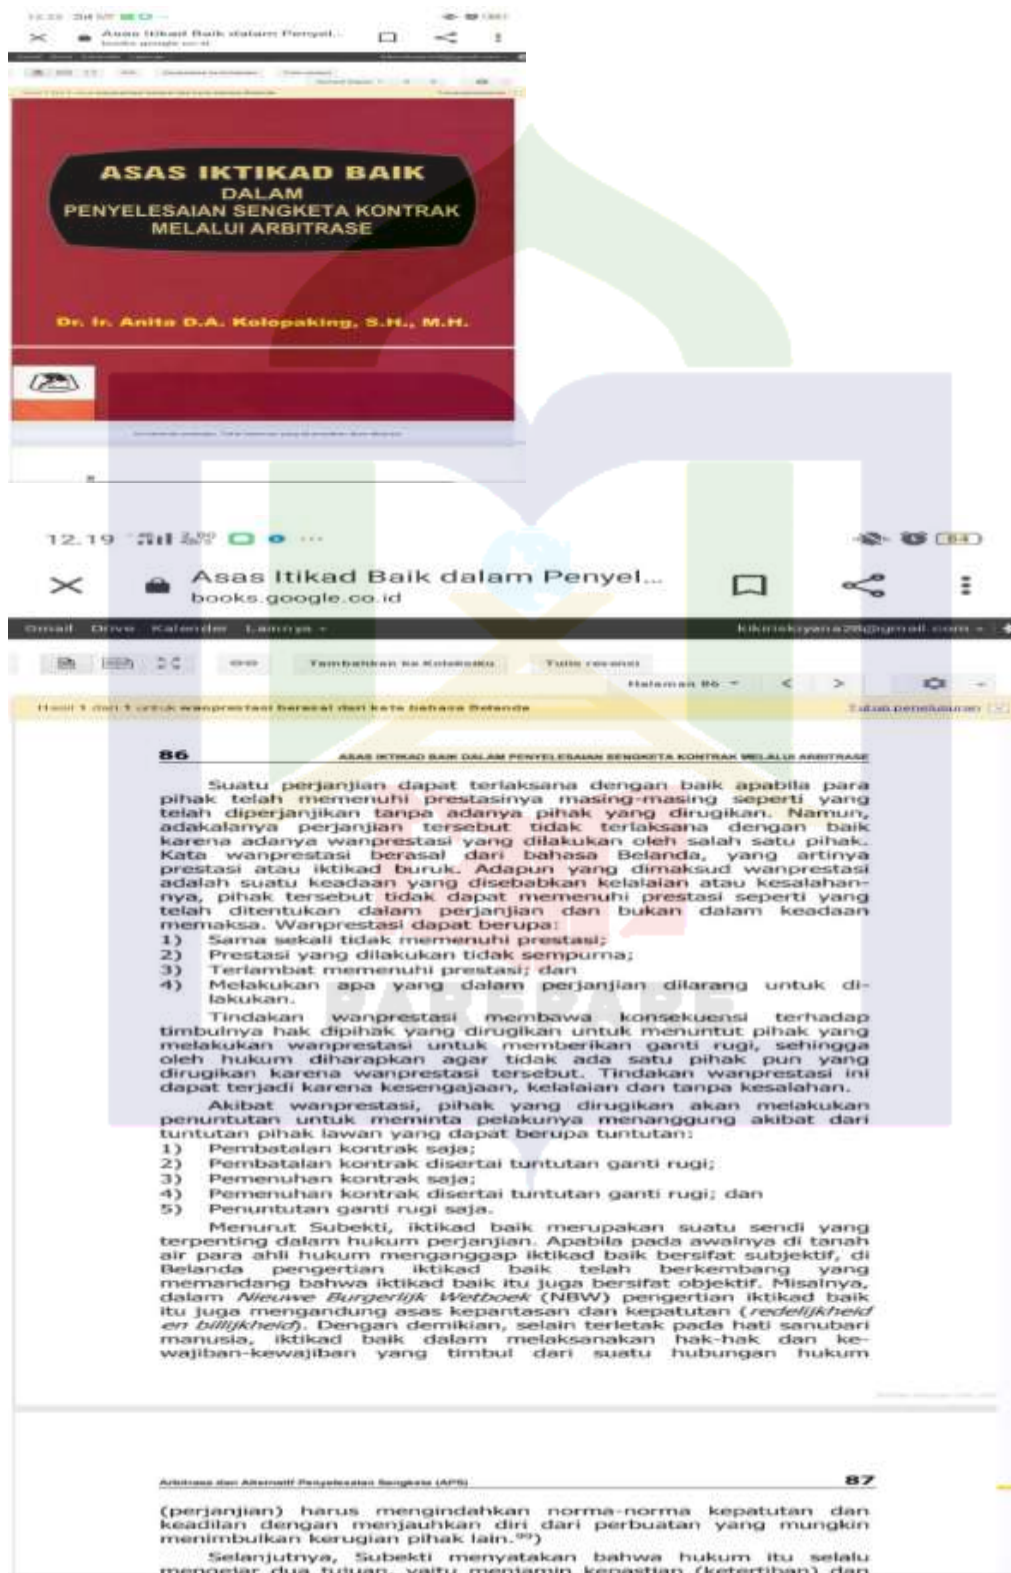 Asas Itikad Baik dalam Penyel...
books.google.co.id
ASAS IKTIKAD BAIK
DALAM
PENYELESAIAN SENGKETA KONTRAK
MELALUI ARBITRASE
Dr. Ir. Anita D.A. Kolopaking, S.H., M.H.
12.19
84
Asas Itikad Baik dalam Penyel...
books.google.co.id
Gmail Drive Kalender Lainnya
Tambahkan ke Koleksiku Tulis resensi
Halaman 86
Hasil 1 dari 1 untuk wanprestasi berasal dari kata bahasa Belanda
Tutup penelusuran
86 ASAS IKTIKAD BAIK DALAM PENYELESAIAN SENGKETA KONTRAK MELALUI ARBITRASE
Suatu perjanjian dapat terlaksana dengan baik apabila para
pihak telah memenuhi prestasinya masing-masing seperti yang
telah diperjanjikan tanpa adanya pihak yang dirugikan. Namun,
adakalanya perjanjian tersebut tidak terlaksana dengan baik
karena adanya wanprestasi yang dilakukan oleh salah satu pihak.
Kata wanprestasi berasal dari bahasa Belanda, yang artinya
prestasi atau iktikad buruk. Adapun yang dimaksud wanprestasi
adalah suatu keadaan yang disebabkan kelalaian atau kesalahan-
nya, pihak tersebut tidak dapat memenuhi prestasi seperti yang
telah ditentukan dalam perjanjian dan bukan dalam keadaan
memaksa. Wanprestasi dapat berupa:
1) Sama sekali tidak memenuhi prestasi;
2) Prestasi yang dilakukan tidak sempurna;
3) Terlambat memenuhi prestasi; dan
4) Melakukan apa yang dalam perjanjian dilarang untuk di-
lakukan.
PAREPARE
Tindakan wanprestasi membawa konsekuensi terhadap
timbulnya hak dipihak yang dirugikan untuk menuntut pihak yang
melakukan wanprestasi untuk memberikan ganti rugi, sehingga
oleh hukum diharapkan agar tidak ada satu pihak pun yang
dirugikan karena wanprestasi tersebut. Tindakan wanprestasi ini
dapat terjadi karena kesengajaan, kelalaian dan tanpa kesalahan.
Akibat wanprestasi, pihak yang dirugikan akan melakukan
penuntutan untuk meminta pelakunya menanggung akibat dari
tuntutan pihak lawan yang dapat berupa tuntutan:
1) Pembatalan kontrak saja;
2) Pembatalan kontrak disertai tuntutan ganti rugi;
3) Pemenuhan kontrak saja;
4) Pemenuhan kontrak disertai tuntutan ganti rugi; dan
5) Penuntutan ganti rugi saja.
Menurut Subekti, iktikad baik merupakan suatu sendi yang
terpenting dalam hukum perjanjian. Apabila pada awalnya di tanah
air para ahli hukum menganggap iktikad baik bersifat subjektif, di
Belanda pengertian iktikad baik telah berkembang yang
memandang bahwa iktikad baik itu juga bersifat objektif. Misalnya,
dalam Nieuwe Burgerlijk Wetboek (NBW) pengertian iktikad baik
itu juga mengandung asas kepantasan dan kepatutan (redelijkheid
en billijkheid). Dengan demikian, selain terletak pada hati sanubari
manusia, iktikad baik dalam melaksanakan hak-hak dan ke-
wajiban-kewajiban yang timbul dari suatu hubungan hukum
Arbitrase dan Alternatif Penyelesaian Sengketa (APS) 87
(perjanjian) harus mengindahkan norma-norma kepatutan dan
keadilan dengan menjauhkan diri dari perbuatan yang mungkin
menimbulkan kerugian pihak lain.⁹⁹)
Selanjutnya, Subekti menyatakan bahwa hukum itu selalu
mengejar dua tujuan, yaitu menjamin kepastian (ketertiban) dan